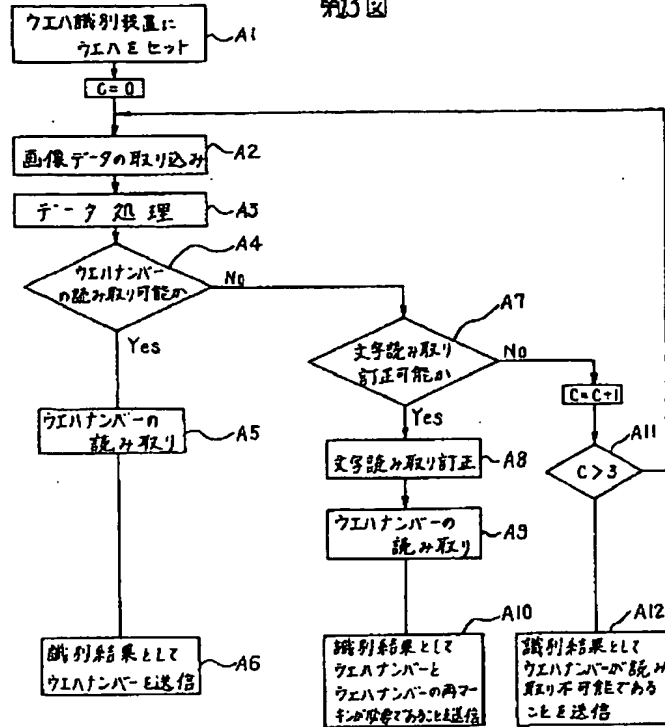 第13図
ウエハ識別装置に
ウエハをセット
A1
C=0
画像データの取り込み
A2
データ処理
A3
ウエハナンバー
の読み取り可能か
A4
No
Yes
ウエハナンバーの
読み取り
A5
識別結果として
ウエハナンバーを送信
A6
文字読み取り
訂正可能か
A7
No
Yes
文字読み取り訂正
A8
ウエハナンバーの
読み取り
A9
識別結果として
ウエハナンバーと
ウエハナンバーの再マー
キングが必要であることを送信
A10
C=C+1
C>3
A11
識別結果として
ウエハナンバーが読み
取り不可能である
ことを送信
A12